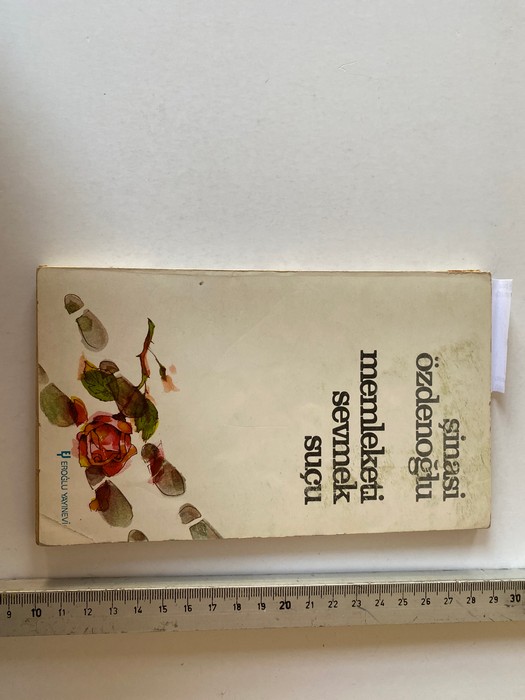 şinasi
özdenoğlu
memleketi
sevmek
suçu
EROĞLU YAYINEVİ
9 10 11 12 13 14 15 16 17 18 19 20 21 22 23 24 25 26 27 28 29 30